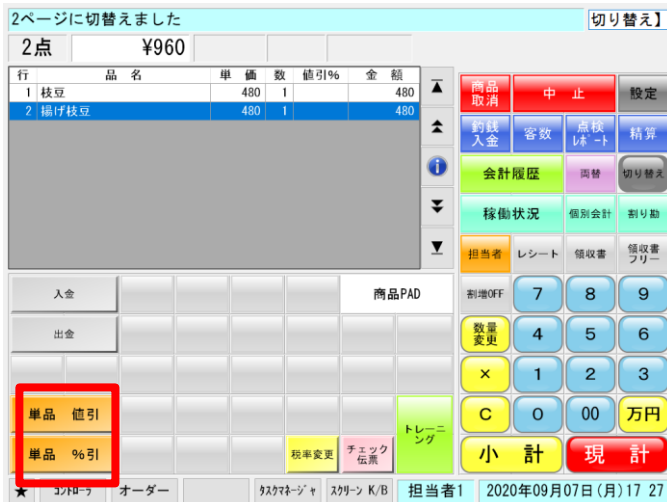 2ページに切替えました 切り替え】
2点 ¥960
行 品 名 単 価 数 値引% 金 額
1 枝豆 480 1 480
2 揚げ枝豆 480 1 480
商品取消 中 止 設定
釣銭入金 客数 点検レポート 精算
会計履歴 両替 切り替え
稼働状況 個別会計 割り勘
担当者 レシート 領収書 領収書フリー
入金 商品PAD 割増OFF 7 8 9
出金 数量変更 4 5 6
× 1 2 3
単品 値引 トレーニング C 0 00 万円
単品 %引 税率変更 チェック伝票 小 計 現 計
★ コントローラ オーダー タスクマネージャ スクリーン K/B 担当者1 2020年09月07日(月)17 27